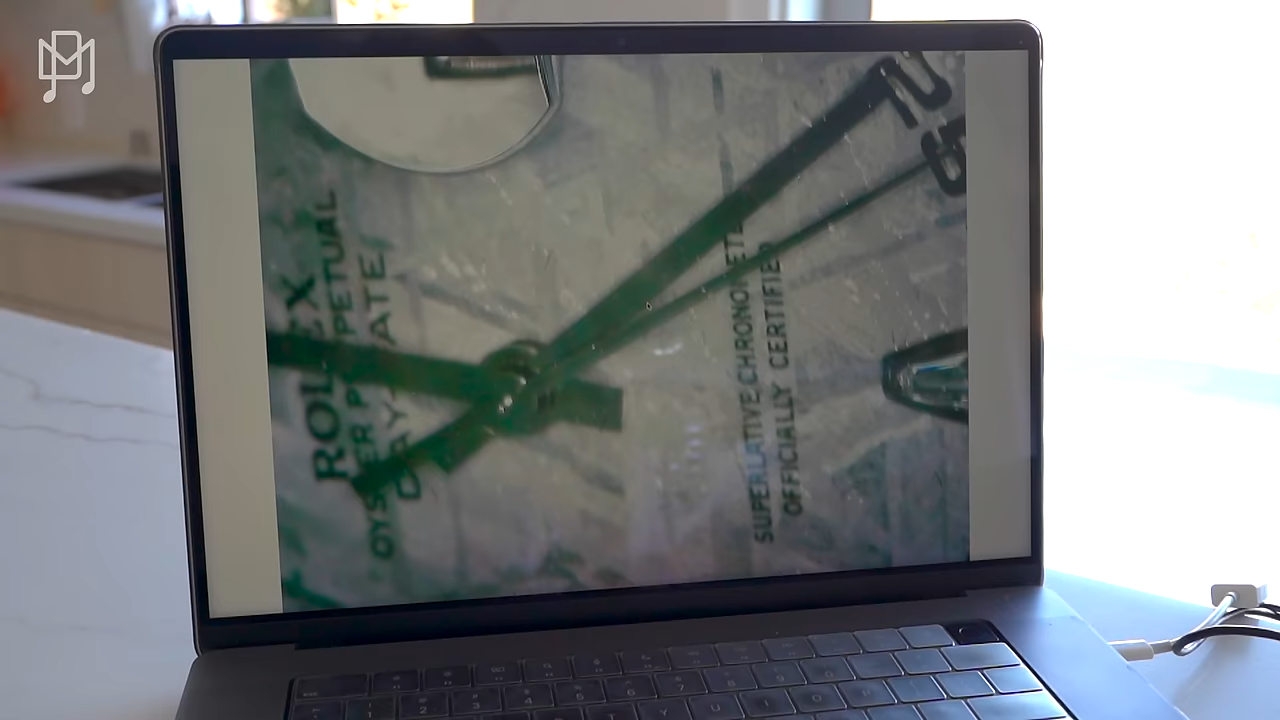 ROLEX
OYSTER PERPETUAL
DAY-DATE
SUPERLATIVE CHRONOMETER
OFFICIALLY CERTIFIED